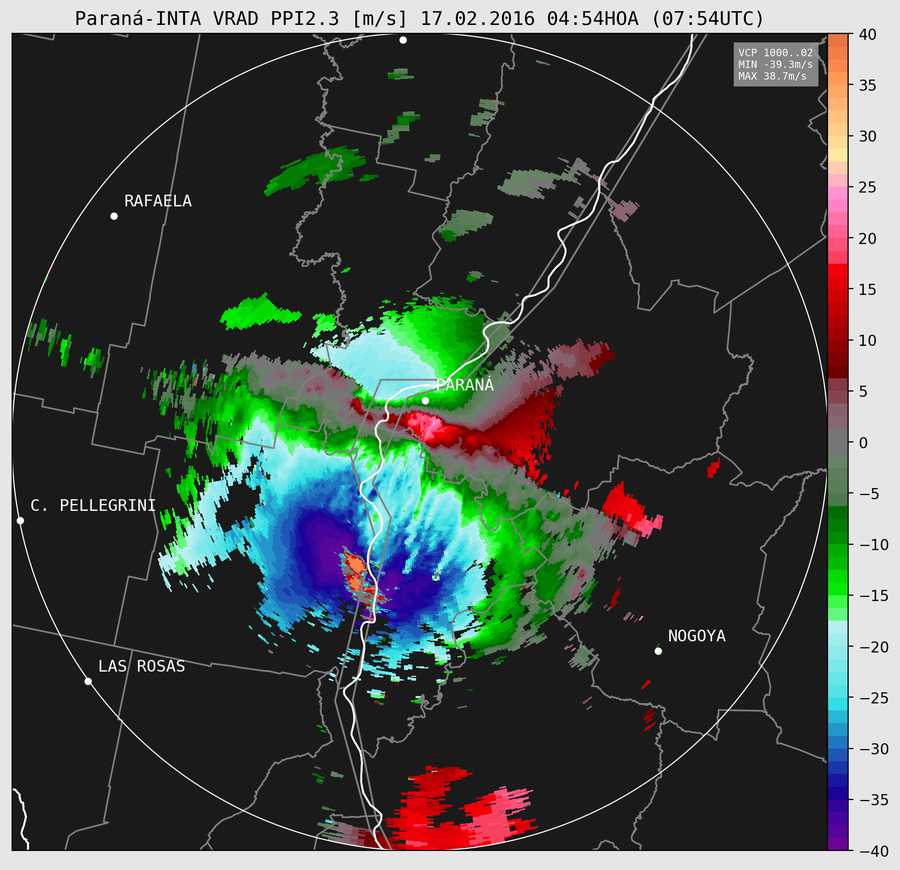 Paraná-INTA VRAD PPI2.3 [m/s] 17.02.2016 04:54HOA (07:54UTC)
VCP 1000..02
MIN -39.3m/s
MAX 38.7m/s
RAFAELA
PARANÁ
C. PELLEGRINI
NOGOYA
LAS ROSAS
40
35
30
25
20
15
10
5
0
−5
−10
−15
−20
−25
−30
−35
−40